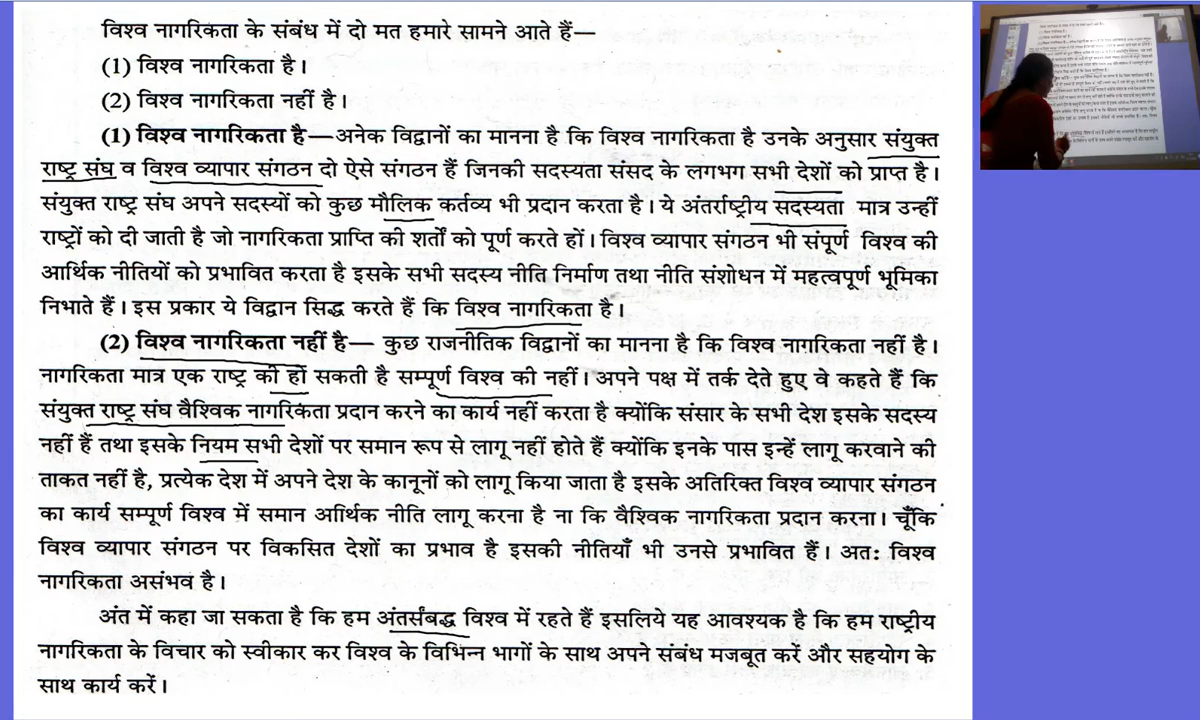 विश्व नागरिकता के संबंध में दो मत हमारे सामने आते हैं—
(1) विश्व नागरिकता है।
(2) विश्व नागरिकता नहीं है।
(1) विश्व नागरिकता है—अनेक विद्वानों का मानना है कि विश्व नागरिकता है उनके अनुसार संयुक्त
राष्ट्र संघ व विश्व व्यापार संगठन दो ऐसे संगठन हैं जिनकी सदस्यता संसद के लगभग सभी देशों को प्राप्त है।
संयुक्त राष्ट्र संघ अपने सदस्यों को कुछ मौलिक कर्तव्य भी प्रदान करता है। ये अंतर्राष्ट्रीय सदस्यता मात्र उन्हीं
राष्ट्रों को दी जाती है जो नागरिकता प्राप्ति की शर्तों को पूर्ण करते हों। विश्व व्यापार संगठन भी संपूर्ण विश्व की
आर्थिक नीतियों को प्रभावित करता है इसके सभी सदस्य नीति निर्माण तथा नीति संशोधन में महत्वपूर्ण भूमिका
निभाते हैं। इस प्रकार ये विद्वान सिद्ध करते हैं कि विश्व नागरिकता है।
(2) विश्व नागरिकता नहीं है— कुछ राजनीतिक विद्वानों का मानना है कि विश्व नागरिकता नहीं है।
नागरिकता मात्र एक राष्ट्र की हो सकती है सम्पूर्ण विश्व की नहीं। अपने पक्ष में तर्क देते हुए वे कहते हैं कि
संयुक्त राष्ट्र संघ वैश्विक नागरिकता प्रदान करने का कार्य नहीं करता है क्योंकि संसार के सभी देश इसके सदस्य
नहीं हैं तथा इसके नियम सभी देशों पर समान रूप से लागू नहीं होते हैं क्योंकि इनके पास इन्हें लागू करवाने की
ताकत नहीं है, प्रत्येक देश में अपने देश के कानूनों को लागू किया जाता है इसके अतिरिक्त विश्व व्यापार संगठन
का कार्य सम्पूर्ण विश्व में समान आर्थिक नीति लागू करना है ना कि वैश्विक नागरिकता प्रदान करना। चूँकि
विश्व व्यापार संगठन पर विकसित देशों का प्रभाव है इसकी नीतियाँ भी उनसे प्रभावित हैं। अतः विश्व
नागरिकता असंभव है।
अंत में कहा जा सकता है कि हम अंतर्संबद्ध विश्व में रहते हैं इसलिये यह आवश्यक है कि हम राष्ट्रीय
नागरिकता के विचार को स्वीकार कर विश्व के विभिन्न भागों के साथ अपने संबंध मजबूत करें और सहयोग के
साथ कार्य करें।